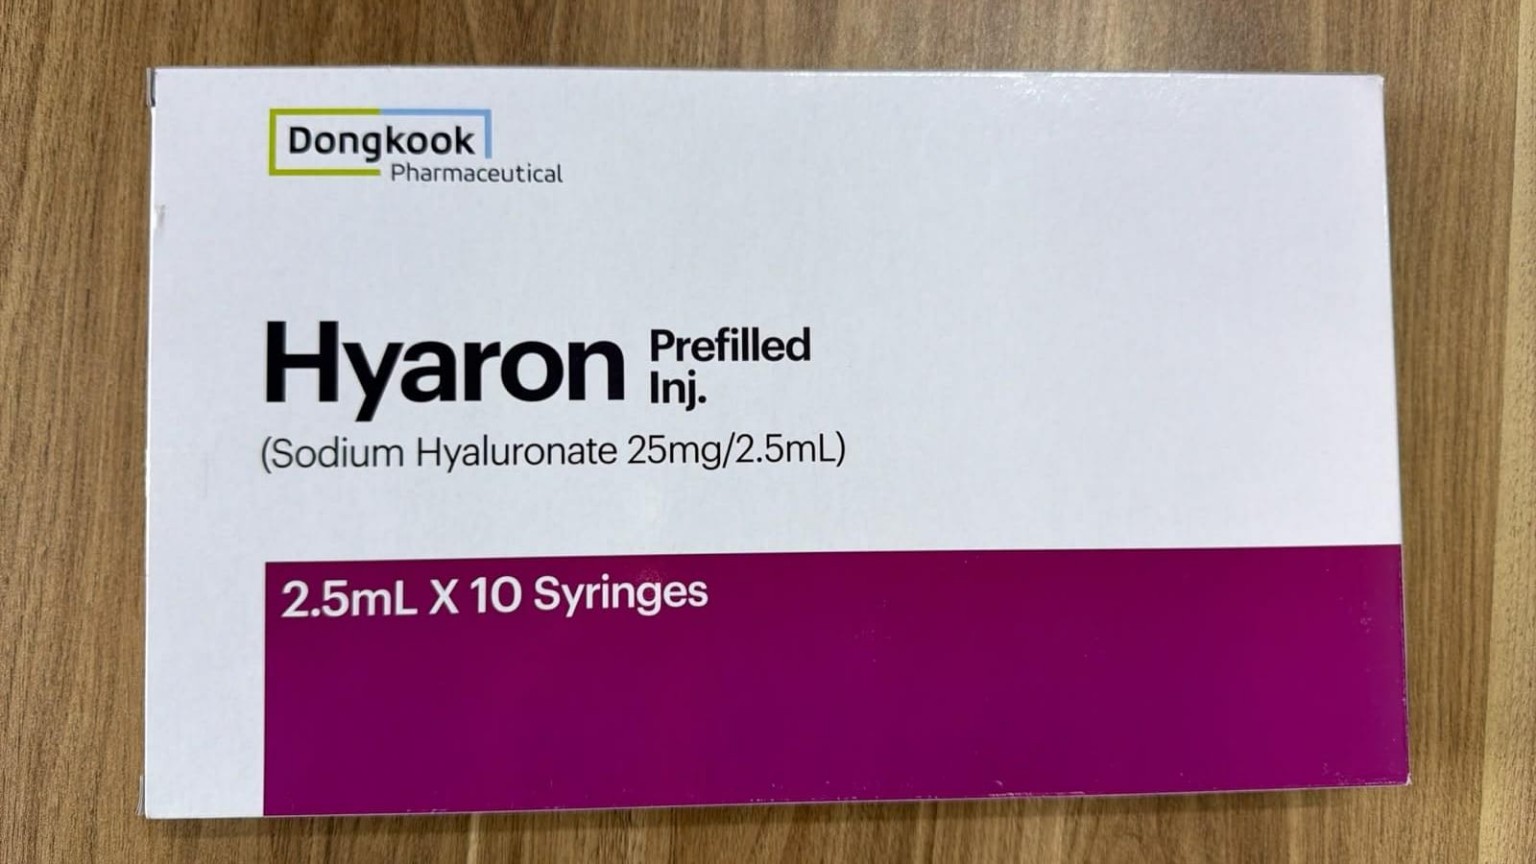 Dongkook
Pharmaceutical
Hyaron Prefilled
Inj.
(Sodium Hyaluronate 25mg/2.5mL)
2.5mL X 10 Syringes